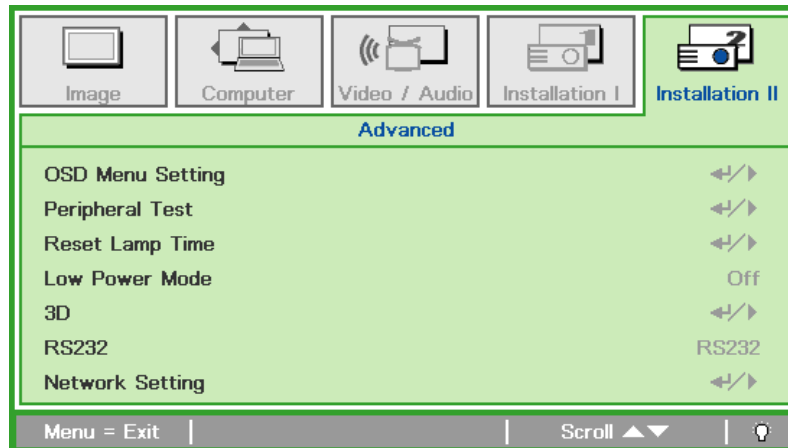 Image Computer Video / Audio Installation I Installation II
Advanced
OSD Menu Setting
Peripheral Test
Reset Lamp Time
Low Power Mode Off
3D
RS232 RS232
Network Setting
Menu = Exit Scroll ▲▼